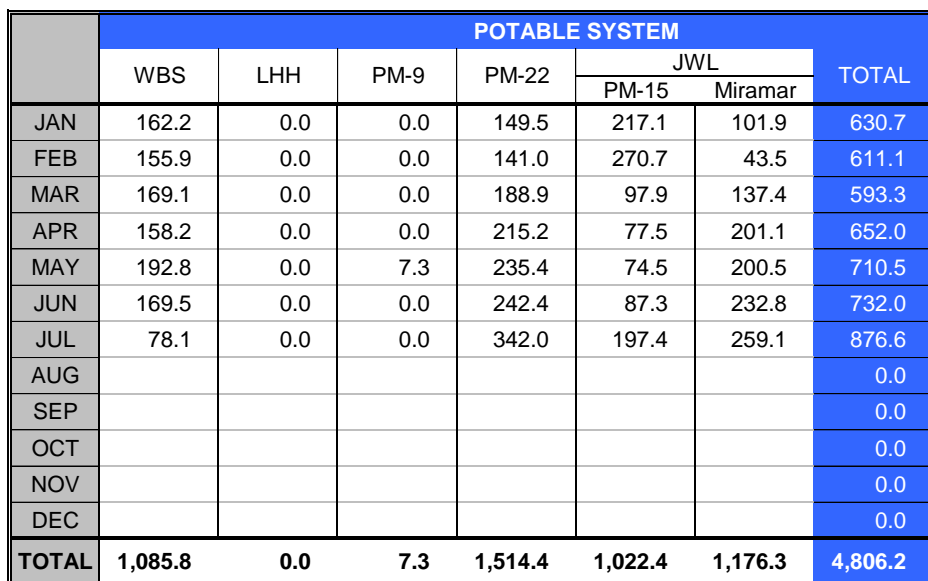 POTABLE SYSTEM
WBS LHH PM-9 PM-22 JWL TOTAL
PM-15 Miramar
JAN 162.2 0.0 0.0 149.5 217.1 101.9 630.7
FEB 155.9 0.0 0.0 141.0 270.7 43.5 611.1
MAR 169.1 0.0 0.0 188.9 97.9 137.4 593.3
APR 158.2 0.0 0.0 215.2 77.5 201.1 652.0
MAY 192.8 0.0 7.3 235.4 74.5 200.5 710.5
JUN 169.5 0.0 0.0 242.4 87.3 232.8 732.0
JUL 78.1 0.0 0.0 342.0 197.4 259.1 876.6
AUG 0.0
SEP 0.0
OCT 0.0
NOV 0.0
DEC 0.0
TOTAL 1,085.8 0.0 7.3 1,514.4 1,022.4 1,176.3 4,806.2